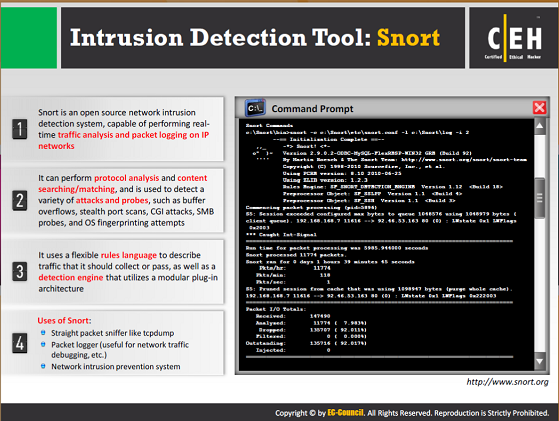 Intrusion Detection Tool: Snort
C EH
Certified Ethical Hacker
1
Snort is an open source network intrusion
detection system, capable of performing real-
time traffic analysis and packet logging on IP
networks
2
It can perform protocol analysis and content
searching/matching, and is used to detect a
variety of attacks and probes, such as buffer
overflows, stealth port scans, CGI attacks, SMB
probes, and OS fingerprinting attempts
3
It uses a flexible rules language to describe
traffic that it should collect or pass, as well as a
detection engine that utilizes a modular plug-in
architecture
4
Uses of Snort:
Straight packet sniffer like tcpdump
Packet logger (useful for network traffic
debugging, etc.)
Network intrusion prevention system
C:\. Command Prompt
Snort Commands
c:\Snort\bin>snort -c c:\Snort\etc\snort.conf -l c:\Snort\log -i 2
--== Initialization Complete ==--
,,_ -*> Snort! <*-
o" )~ Version 2.9.0.2-ODBC-MySQL-FlexRESP-WIN32 GRE (Build 92)
'''' By Martin Roesch & The Snort Team: http://www.snort.org/snort/snort-team
Copyright (C) 1998-2010 Sourcefire, Inc., et al.
Using PCRE version: 8.10 2010-06-25
Using ZLIB version: 1.2.3
Rules Engine: SF_SNORT_DETECTION_ENGINE Version 1.12 <Build 18>
Preprocessor Object: SF_SSLPP Version 1.1 <Build 4>
Preprocessor Object: SF_SSH Version 1.1 <Build 3>
Commencing packet processing (pid=5896)
S5: Session exceeded configured max bytes to queue 1048576 using 1048979 bytes (
client queue). 192.168.168.7 11616 --> 92.46.53.163 80 (0) : LWstate 0x1 LWFlags
0x2003
*** Caught Int-Signal
Run time for packet processing was 5985.944000 seconds
Snort processed 11774 packets.
Snort ran for 0 days 1 hours 39 minutes 45 seconds
Pkts/hr: 11774
Pkts/min: 118
Pkts/sec: 1
S5: Pruned session from cache that was using 1098947 bytes (purge whole cache).
192.168.168.7 11616 --> 92.46.53.163 80 (0) : LWstate 0x1 LWFlags 0x222003
Packet I/O Totals:
Received: 147490
Analyzed: 11774 ( 7.983%)
Dropped: 135707 ( 92.011%)
Filtered: 0 ( 0.000%)
Outstanding: 135716 ( 92.017%)
Injected: 0
http://www.snort.org
Copyright © by EC-Council. All Rights Reserved. Reproduction is Strictly Prohibited.